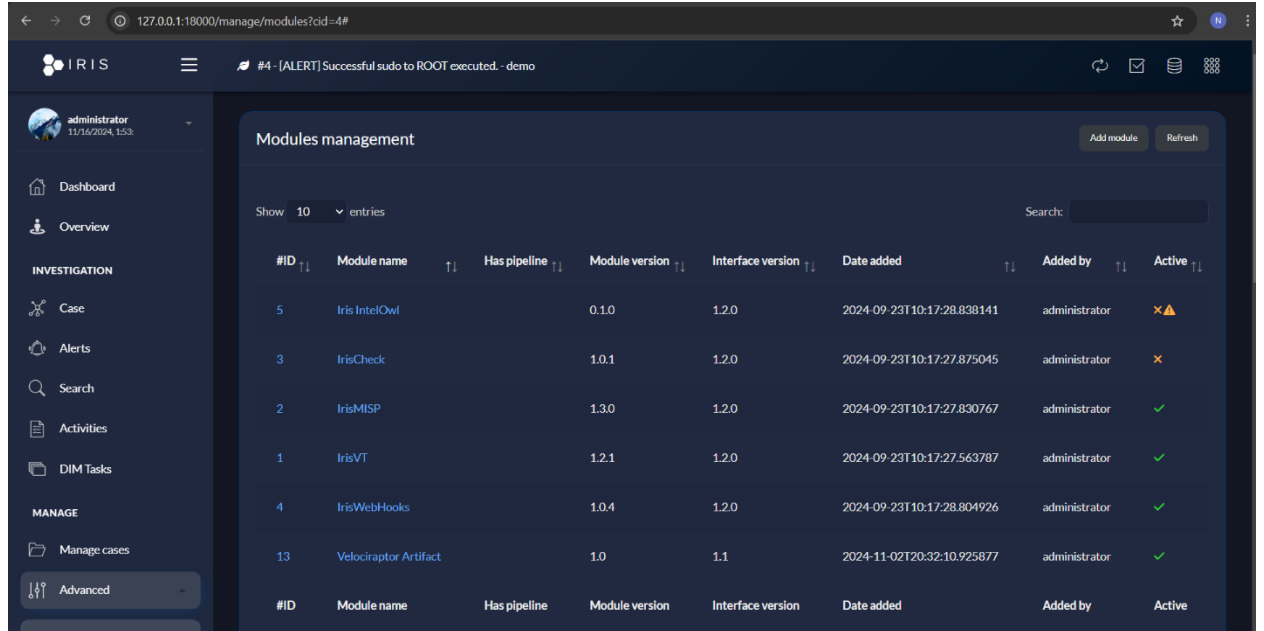 127.0.0.1:18000/manage/modules?cid=4#
N
IRIS
#4 - [ALERT] Successful sudo to ROOT executed. - demo
administrator
11/16/2024, 1:53:
Dashboard
Overview
INVESTIGATION
Case
Alerts
Search
Activities
DIM Tasks
MANAGE
Manage cases
Advanced
Modules management
Add module Refresh
Show 10 entries
Search:
#ID Module name Has pipeline Module version Interface version Date added Added by Active
5 Iris IntelOwl 0.1.0 1.2.0 2024-09-23T10:17:28.838141 administrator
3 IrisCheck 1.0.1 1.2.0 2024-09-23T10:17:27.875045 administrator
2 IrisMISP 1.3.0 1.2.0 2024-09-23T10:17:27.830767 administrator
1 IrisVT 1.2.1 1.2.0 2024-09-23T10:17:27.563787 administrator
4 IrisWebHooks 1.0.4 1.2.0 2024-09-23T10:17:28.804926 administrator
13 Velociraptor Artifact 1.0 1.1 2024-11-02T20:32:10.925877 administrator
#ID Module name Has pipeline Module version Interface version Date added Added by Active